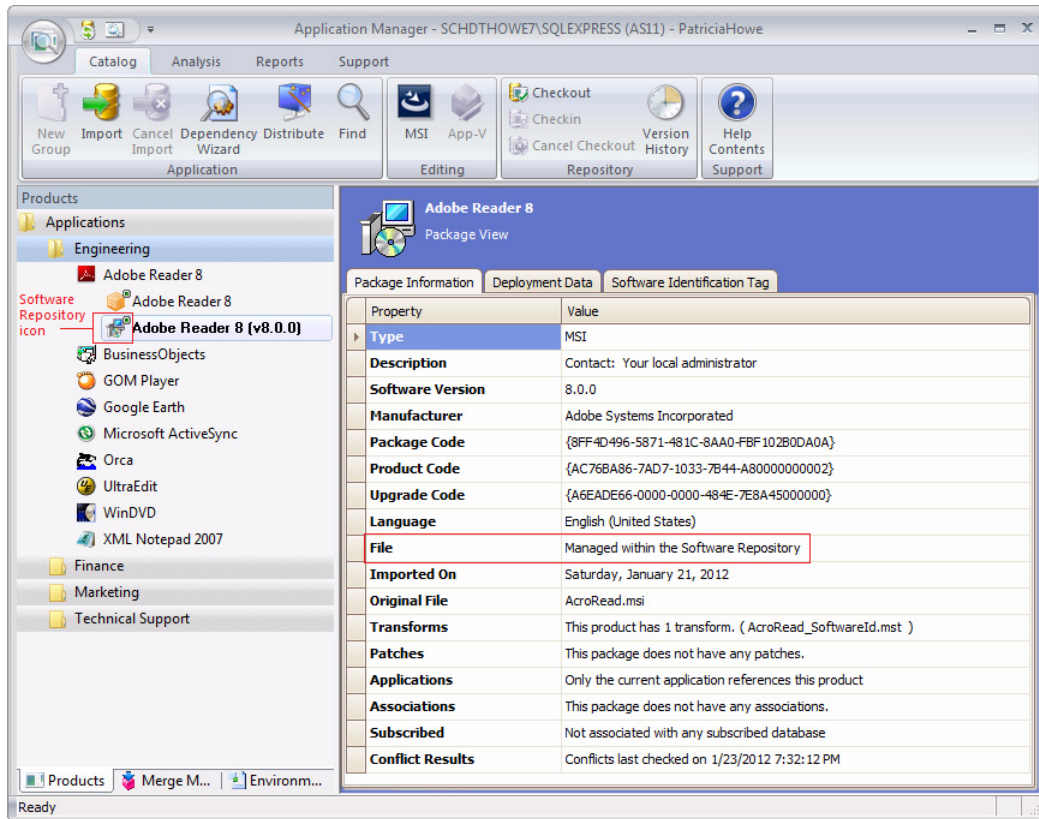 Application Manager - SCHDTHOWE7\SQLEXPRESS (AS11) - PatriciaHowe
Catalog Analysis Reports Support
New Group
Import
Cancel Import
Dependency Wizard
Distribute
Find
Application
MSI
App-V
Editing
Checkout
Checkin
Cancel Checkout
Version History
Repository
Help Contents
Support
Products
Applications
Engineering
Adobe Reader 8
Adobe Reader 8
Software Repository icon
Adobe Reader 8 (v8.0.0)
BusinessObjects
GOM Player
Google Earth
Microsoft ActiveSync
Orca
UltraEdit
WinDVD
XML Notepad 2007
Finance
Marketing
Technical Support
Products Merge M... Environm...
Adobe Reader 8
Package View
Package Information Deployment Data Software Identification Tag
Property Value
Type MSI
Description Contact: Your local administrator
Software Version 8.0.0
Manufacturer Adobe Systems Incorporated
Package Code {8FF4D496-5871-481C-8AA0-FBF102B0DA0A}
Product Code {AC76BA86-7AD7-1033-7B44-A80000000002}
Upgrade Code {A6EADE66-0000-0000-484E-7E8A45000000}
Language English (United States)
File Managed within the Software Repository
Imported On Saturday, January 21, 2012
Original File AcroRead.msi
Transforms This product has 1 transform. ( AcroRead_SoftwareId.mst )
Patches This package does not have any patches.
Applications Only the current application references this product
Associations This package does not have any associations.
Subscribed Not associated with any subscribed database
Conflict Results Conflicts last checked on 1/23/2012 7:32:12 PM
Ready